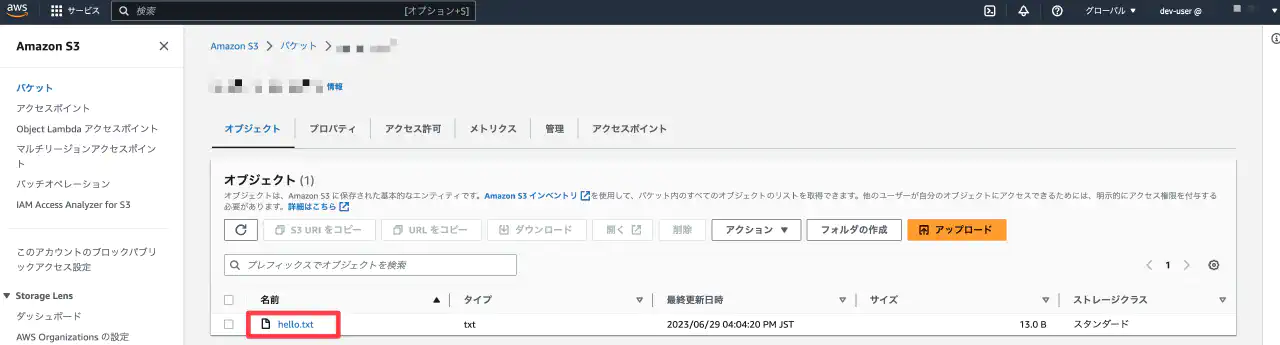 aws
サービス
検索
[オプション+S]
グローバル ▼
dev-user @
Amazon S3
バケット
アクセスポイント
Object Lambda アクセスポイント
マルチリージョンアクセスポイン
ト
バッチオペレーション
IAM Access Analyzer for S3
このアカウントのブロックパブリ
ックアクセス設定
▼ Storage Lens
ダッシュボード
AWS Organizations の設定
Amazon S3 > バケット >
情報
オブジェクト
プロパティ
アクセス許可
メトリクス
管理
アクセスポイント
オブジェクト (1)
オブジェクトは、Amazon S3 に保存された基本的なエンティティです。Amazon S3 インベントリ を使用して、バケット内のすべてのオブジェクトのリストを取得できます。他のユーザーが自分のオブジェクトにアクセスできるためには、明示的にアクセス権限を付与する
必要があります。詳細はこちら
S3 URI をコピー
URL をコピー
ダウンロード
開く
削除
アクション ▼
フォルダの作成
アップロード
プレフィックスでオブジェクトを検索
< 1 >
名前 ▲ タイプ ▽ 最終更新日時 ▽ サイズ ▽ ストレージクラス ▽
hello.txt txt 2023/06/29 04:04:20 PM JST 13.0 B スタンダード